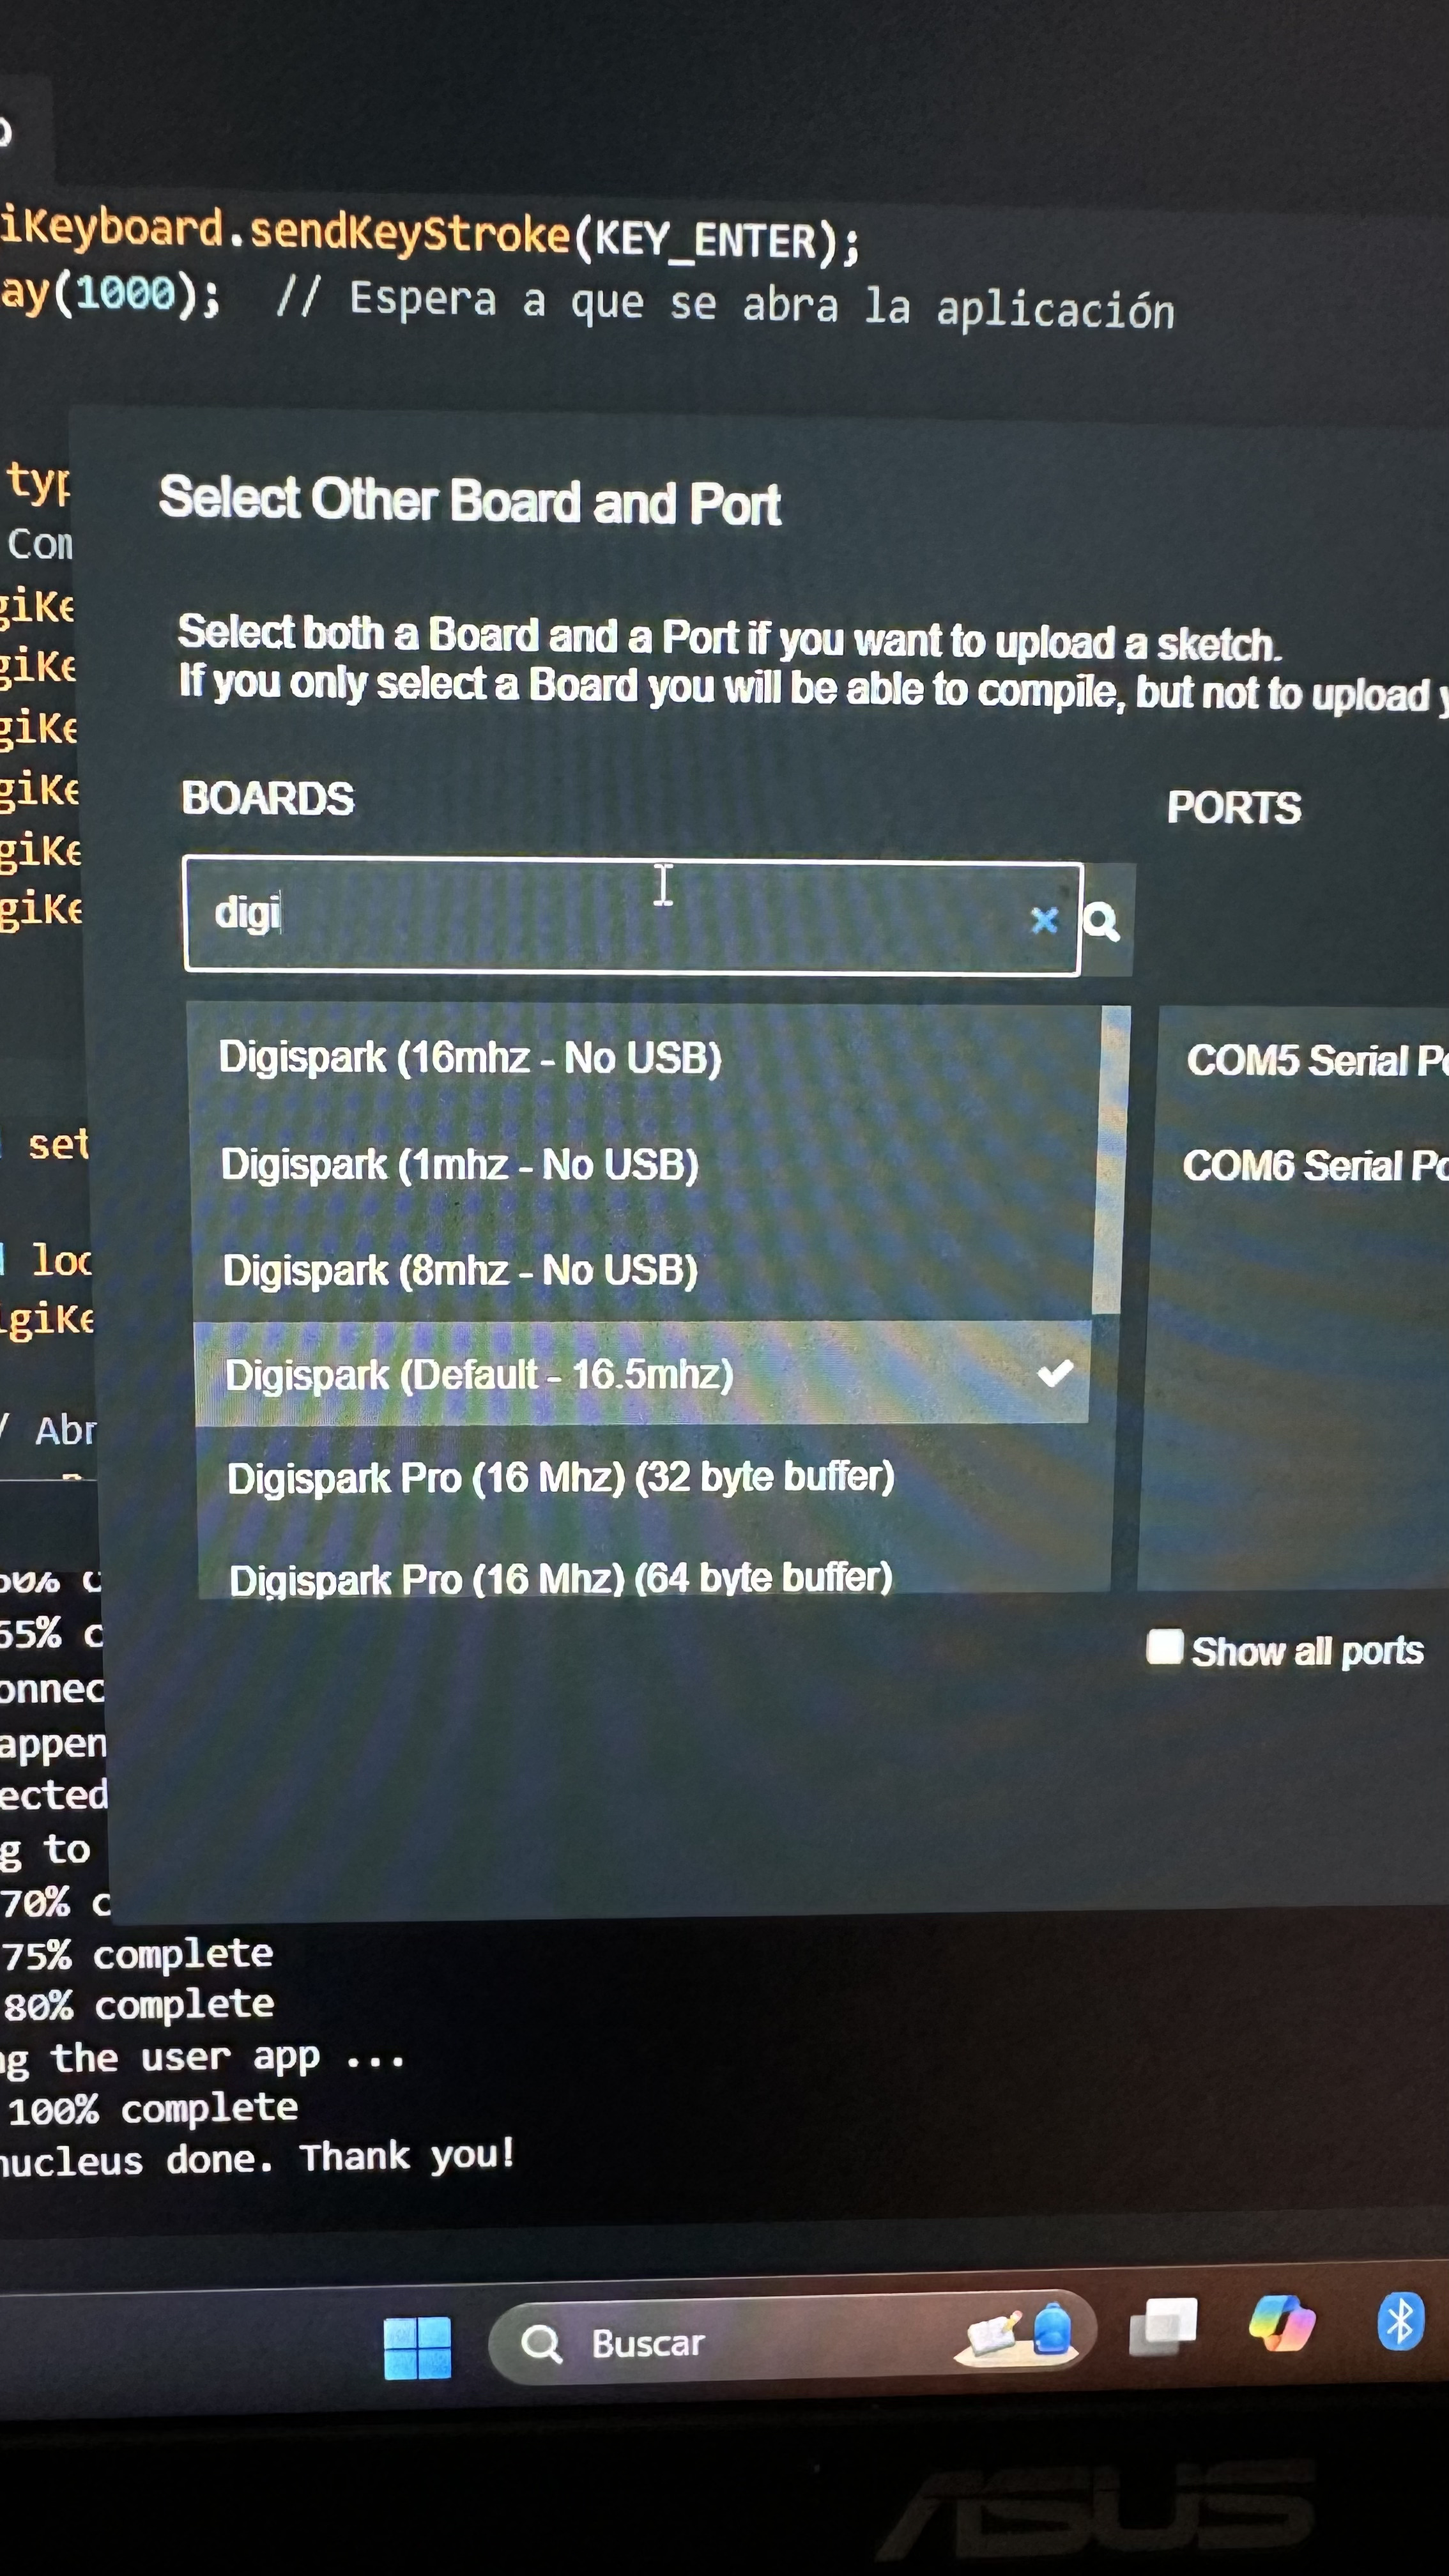 iKeyboard.sendKeyStroke(KEY_ENTER);
ay(1000);  // Espera a que se abra la aplicación
Select Other Board and Port
Select both a Board and a Port if you want to upload a sketch.
If you only select a Board you will be able to compile, but not to upload y
BOARDS
PORTS
digi
Digispark (16mhz - No USB)
Digispark (1mhz - No USB)
Digispark (8mhz - No USB)
Digispark (Default - 16.5mhz)
Digispark Pro (16 Mhz) (32 byte buffer)
Digispark Pro (16 Mhz) (64 byte buffer)
COM5 Serial Po
COM6 Serial Po
Show all ports
typ
Com
giKe
giKe
giKe
giKe
giKe
giKe
set
loo
giKe
/ Abr
65% c
onnec
appen
ected
g to
70% c
75% complete
80% complete
ng the user app ...
100% complete
nucleus done. Thank you!
Buscar
ASUS